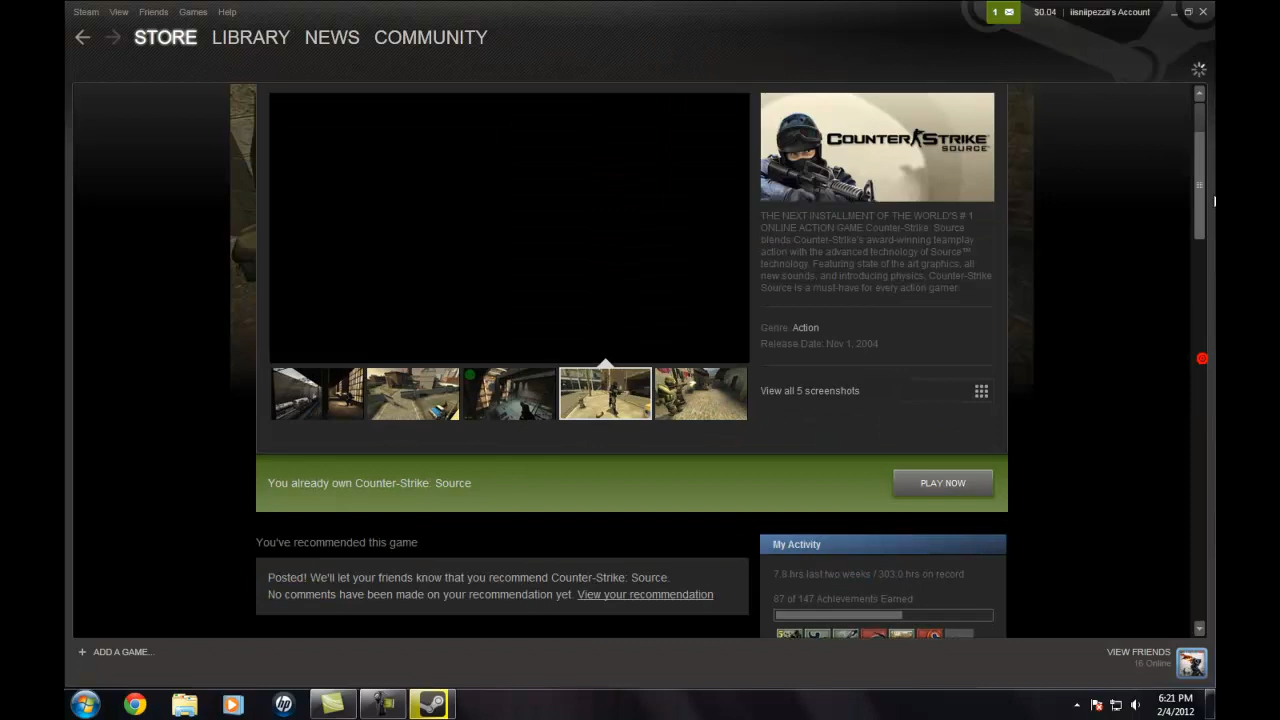 Steam View Friends Games Help
1 $0.04 iisniipezzii's Account
STORE LIBRARY NEWS COMMUNITY
COUNTER STRIKE
SOURCE
THE NEXT INSTALLMENT OF THE WORLD'S # 1
ONLINE ACTION GAME Counter-Strike: Source
blends Counter-Strike's award-winning teamplay
action with the advanced technology of Source™
technology. Featuring state of the art graphics, all
new sounds, and introducing physics, Counter-Strike
Source is a must-have for every action gamer.
Genre: Action
Release Date: Nov 1, 2004
View all 5 screenshots
You already own Counter-Strike: Source
PLAY NOW
You've recommended this game
Posted! We'll let your friends know that you recommend Counter-Strike: Source.
No comments have been made on your recommendation yet. View your recommendation
My Activity
7.8 hrs last two weeks / 303.0 hrs on record
87 of 147 Achievements Earned
+ ADD A GAME...
VIEW FRIENDS
16 Online
6:21 PM
2/4/2012